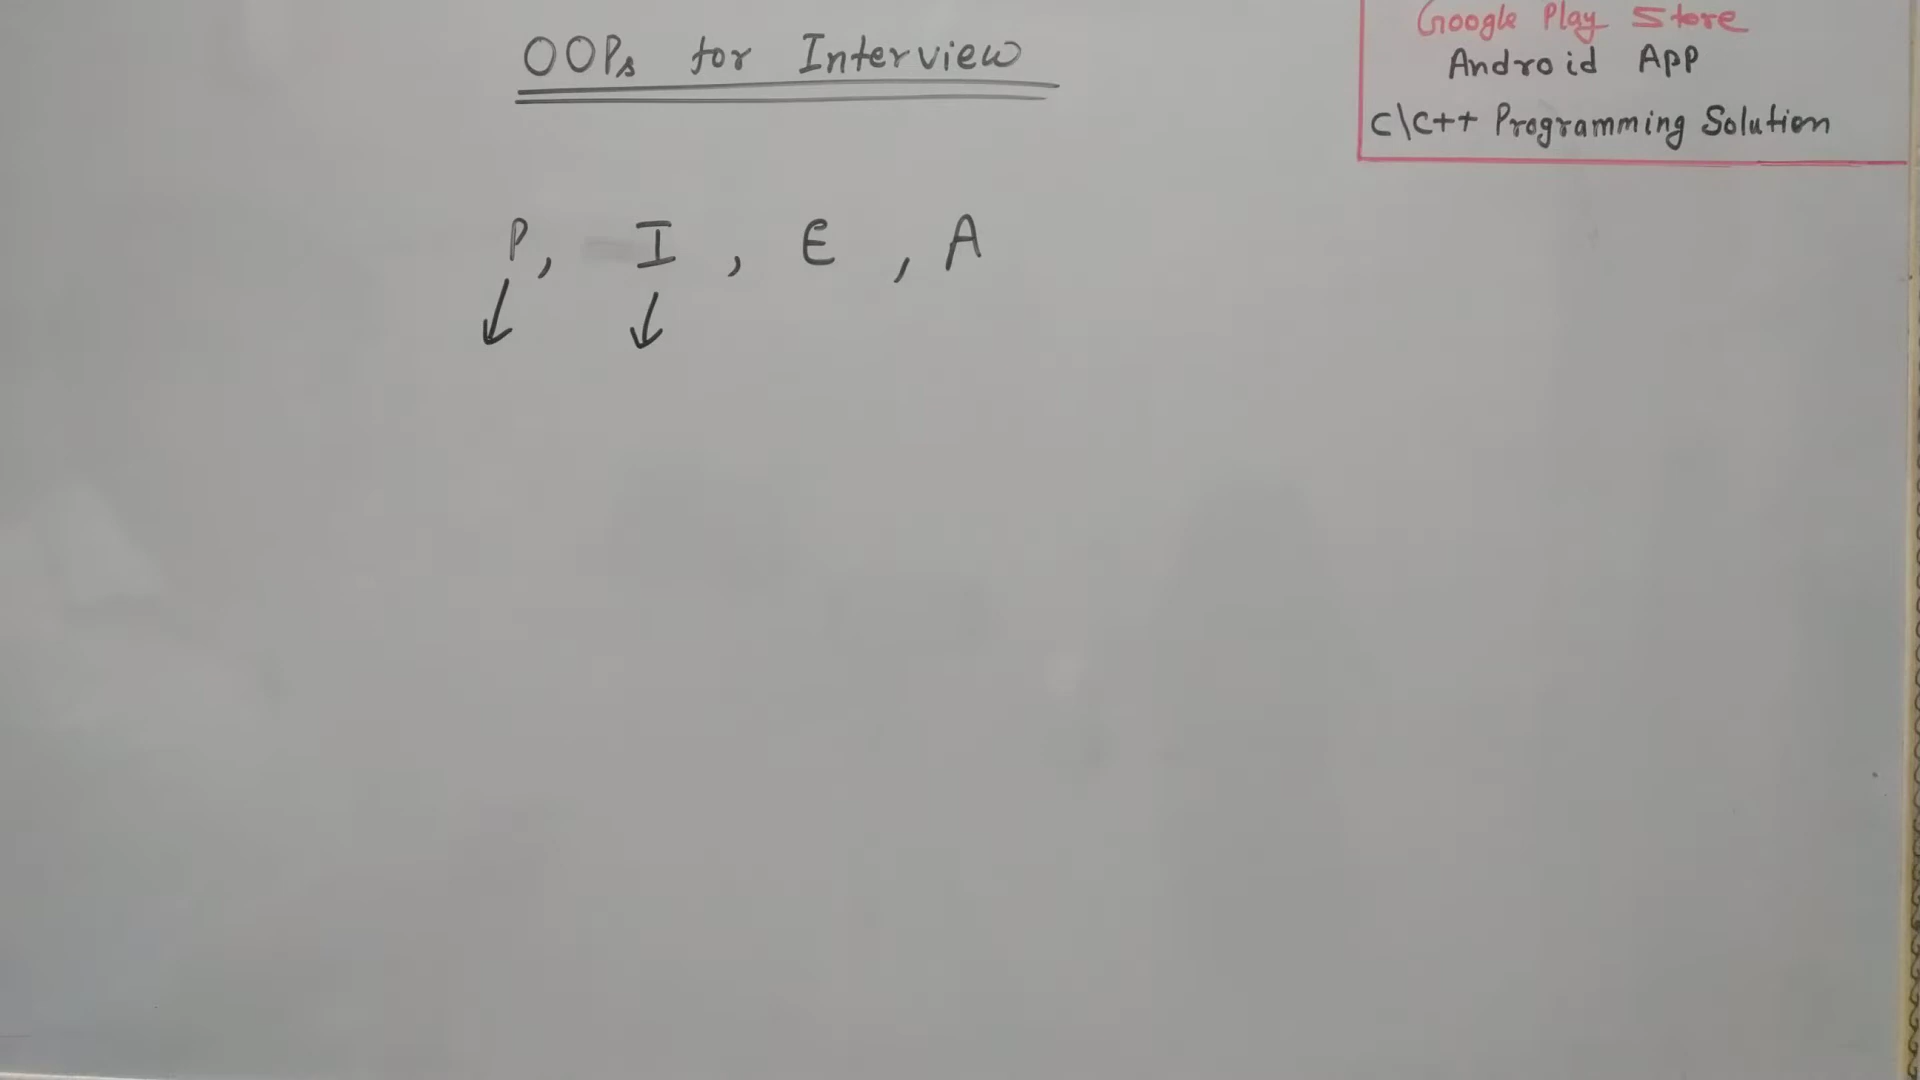 OOPs for Interview
Google Play Store
Android App
C\C++ Programming Solution
P, I, E, A